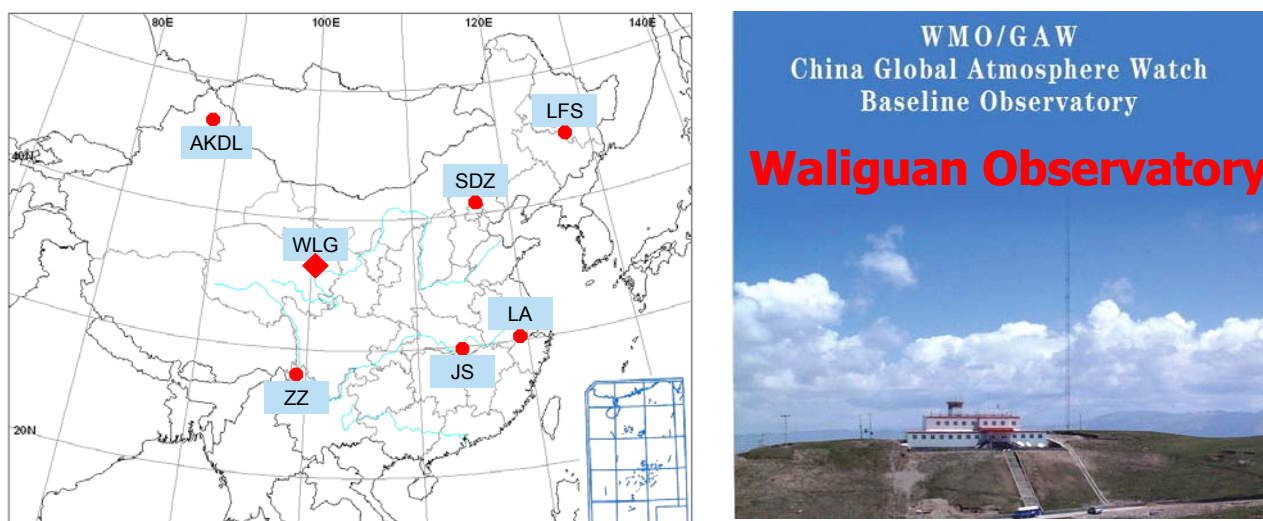 80E
100E
120E
140E
40N
20N
AKDL
LFS
SDZ
WLG
LA
JS
ZZ
WMO/GAW
China Global Atmosphere Watch
Baseline Observatory
Waliguan Observatory